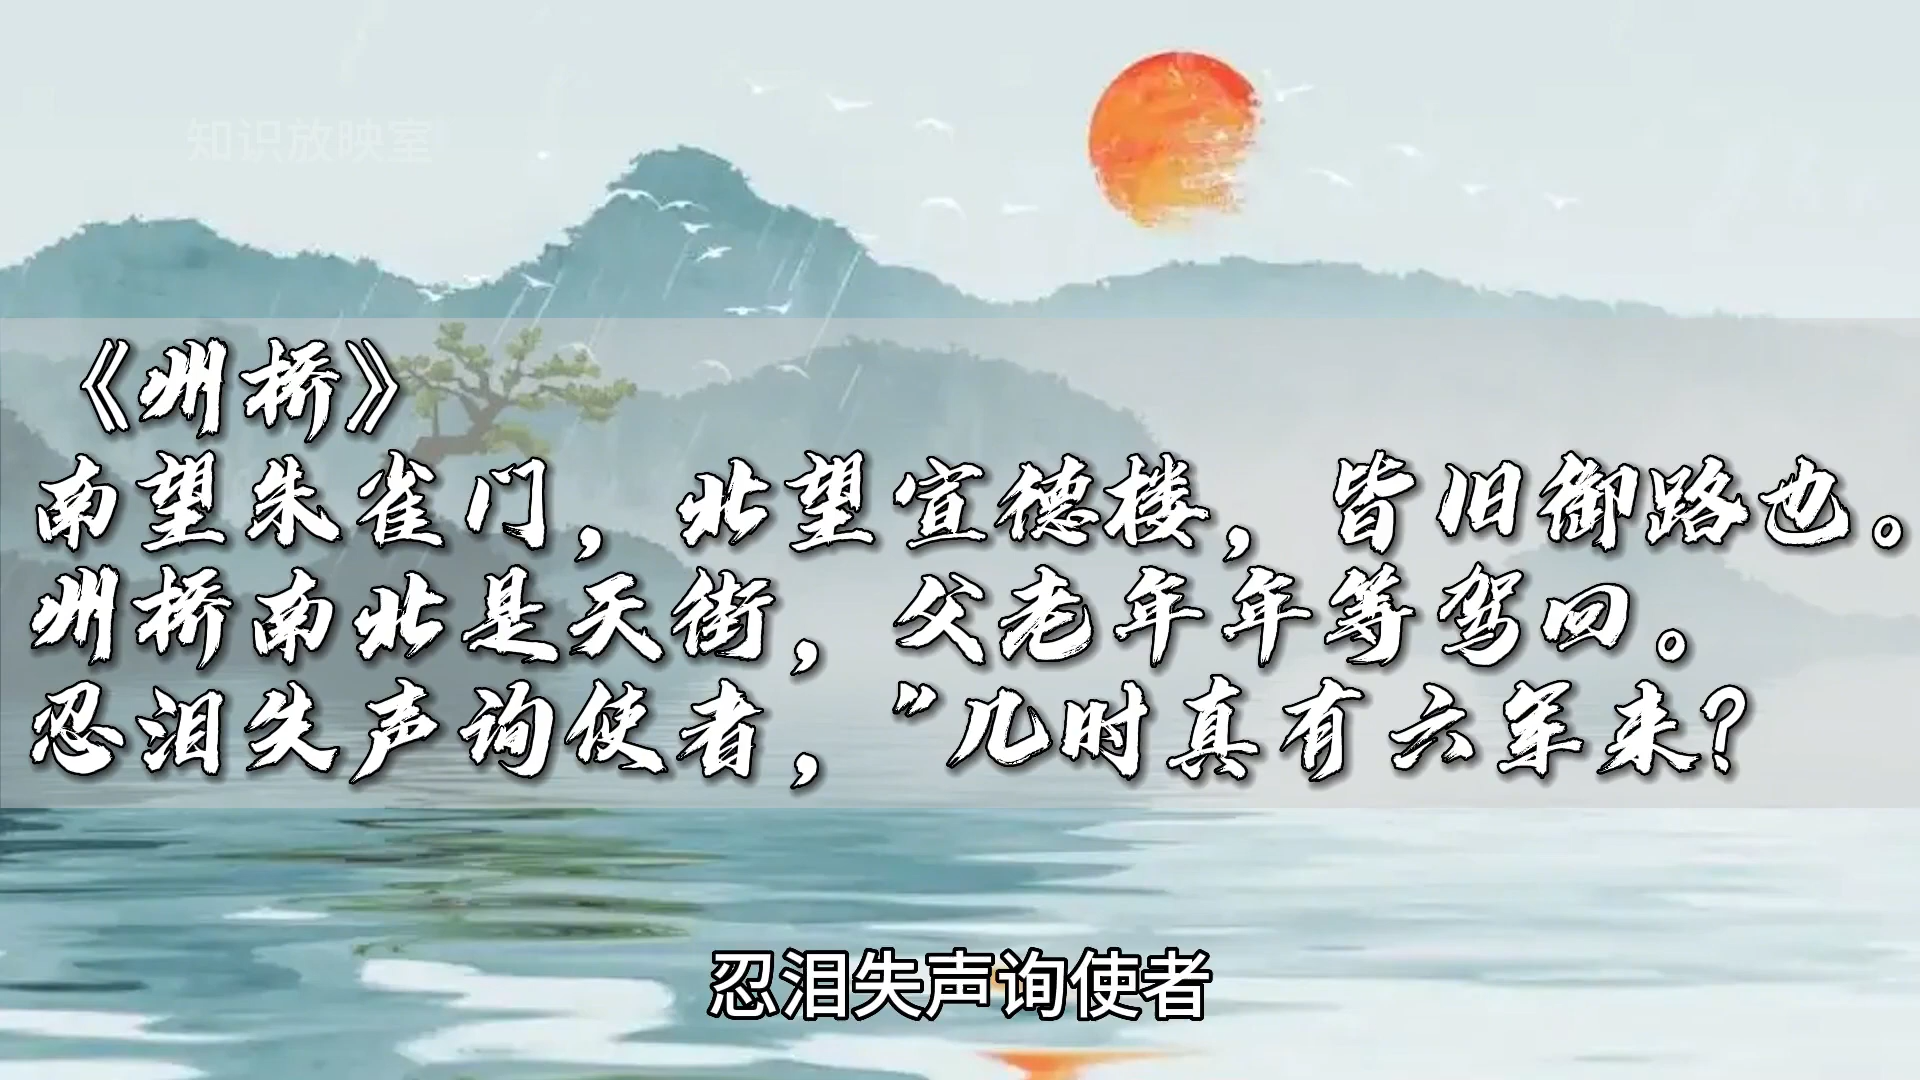 知识放映室
《州桥》
南望朱雀门，北望宣德楼，皆旧御路也。
州桥南北是天街，父老年年等驾回。
忍泪失声询使者，“几时真有六军来？
忍泪失声询使者